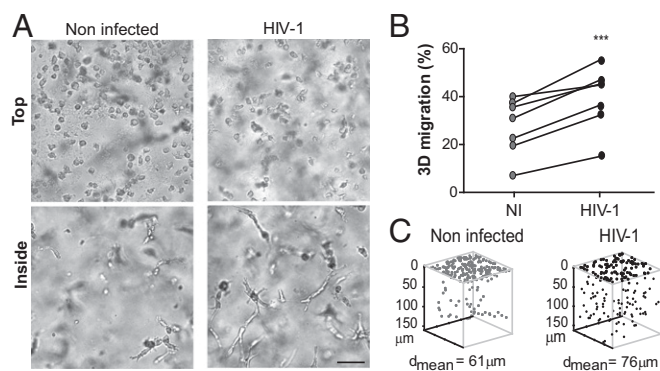 A
Non infected
HIV-1
Top
Inside
B
***
3D migration (%)
60
40
20
0
NI
HIV-1
C
Non infected
HIV-1
0
50
100
150
μm
dmean = 61μm
0
50
100
150
μm
dmean = 76μm